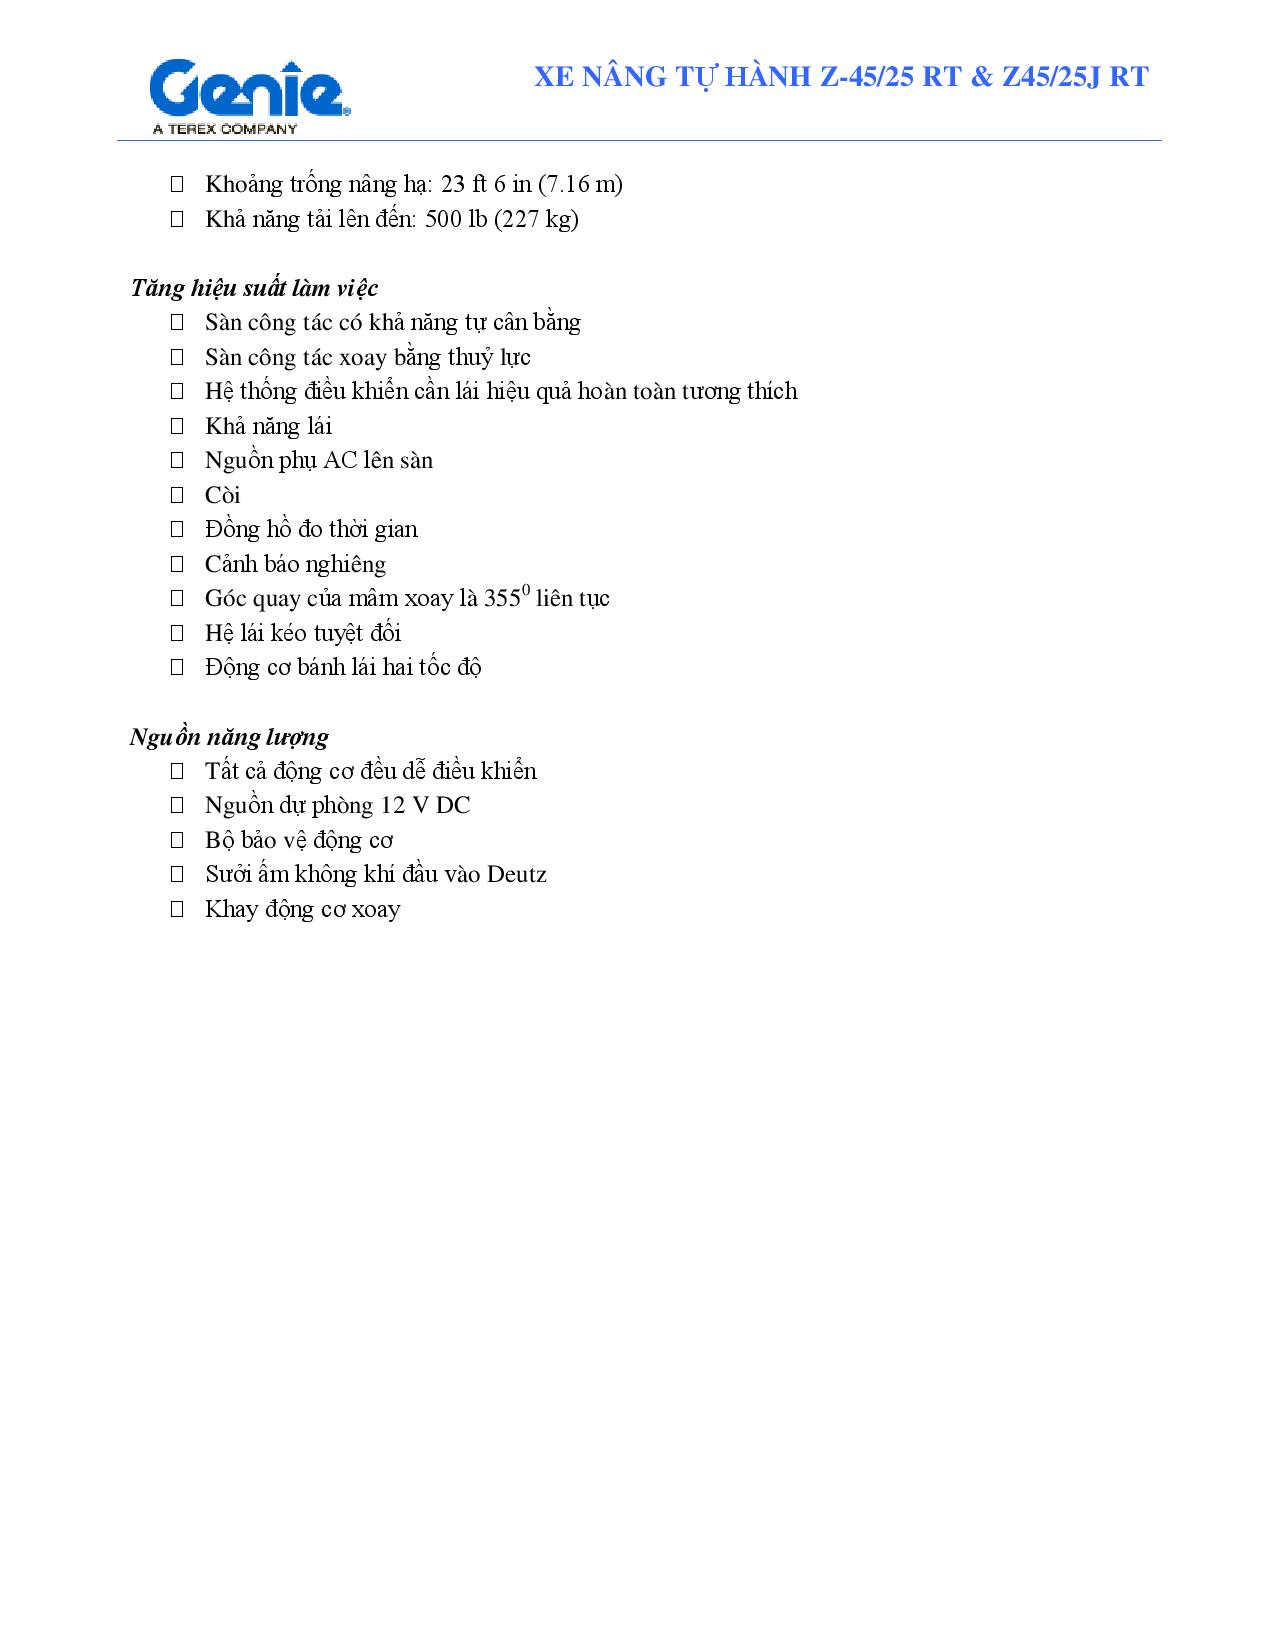 Genie®
A TEREX COMPANY
XE NÂNG TỰ HÀNH Z-45/25 RT & Z45/25J RT
□ Khoảng trống nâng hạ: 23 ft 6 in (7.16 m)
□ Khả năng tải lên đến: 500 lb (227 kg)
Tăng hiệu suất làm việc
□ Sàn công tác có khả năng tự cân bằng
□ Sàn công tác xoay bằng thuỷ lực
□ Hệ thống điều khiển cần lái hiệu quả hoàn toàn tương thích
□ Khả năng lái
□ Nguồn phụ AC lên sàn
□ Còi
□ Đồng hồ đo thời gian
□ Cảnh báo nghiêng
□ Góc quay của mâm xoay là 355⁰ liên tục
□ Hệ lái kéo tuyệt đối
□ Động cơ bánh lái hai tốc độ
Nguồn năng lượng
□ Tất cả động cơ đều dễ điều khiển
□ Nguồn dự phòng 12 V DC
□ Bộ bảo vệ động cơ
□ Sưởi ấm không khí đầu vào Deutz
□ Khay động cơ xoay